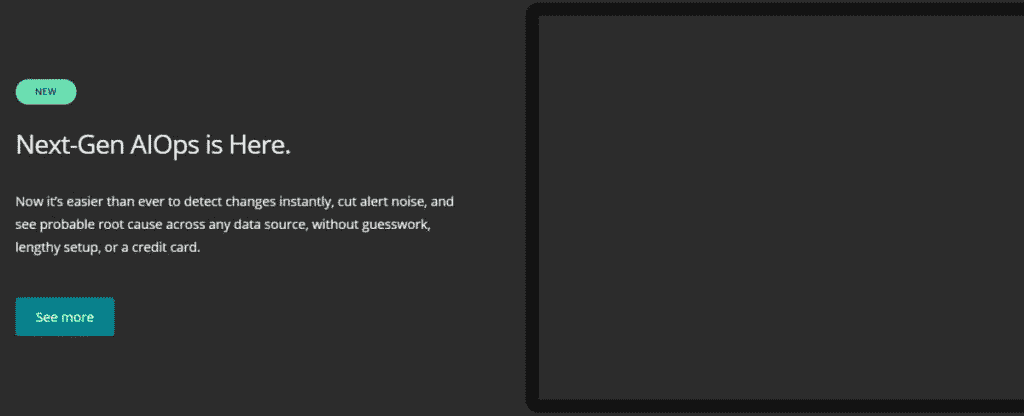 NEW
Next-Gen AIOps is Here.
Now it's easier than ever to detect changes instantly, cut alert noise, and
see probable root cause across any data source, without guesswork,
lengthy setup, or a credit card.
See more